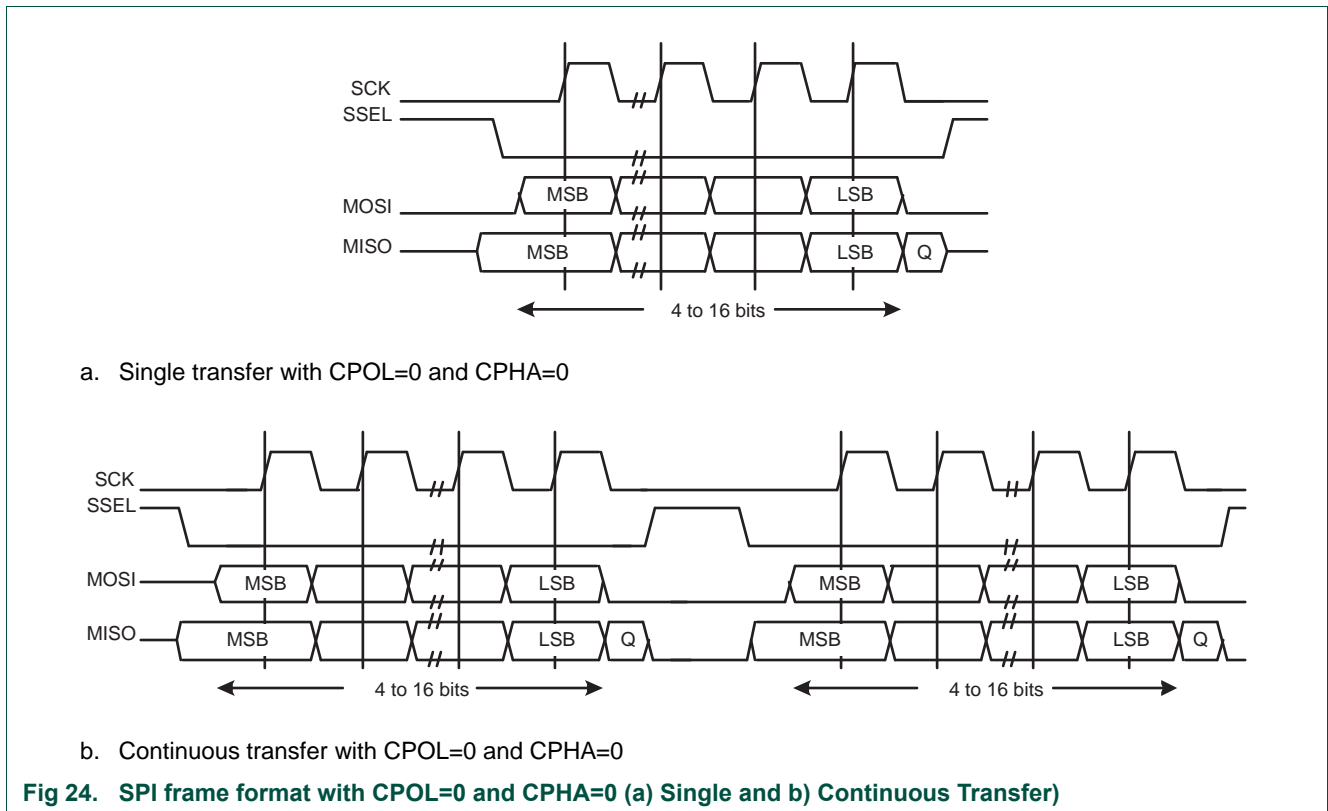 SCK
SSEL
MOSI
MSB
LSB
MISO
MSB
LSB
Q
4 to 16 bits
a. Single transfer with CPOL=0 and CPHA=0
SCK
SSEL
MOSI
MSB
LSB
MSB
LSB
MISO
MSB
LSB
Q
MSB
LSB
Q
4 to 16 bits
4 to 16 bits
b. Continuous transfer with CPOL=0 and CPHA=0
Fig 24. SPI frame format with CPOL=0 and CPHA=0 (a) Single and b) Continuous Transfer)